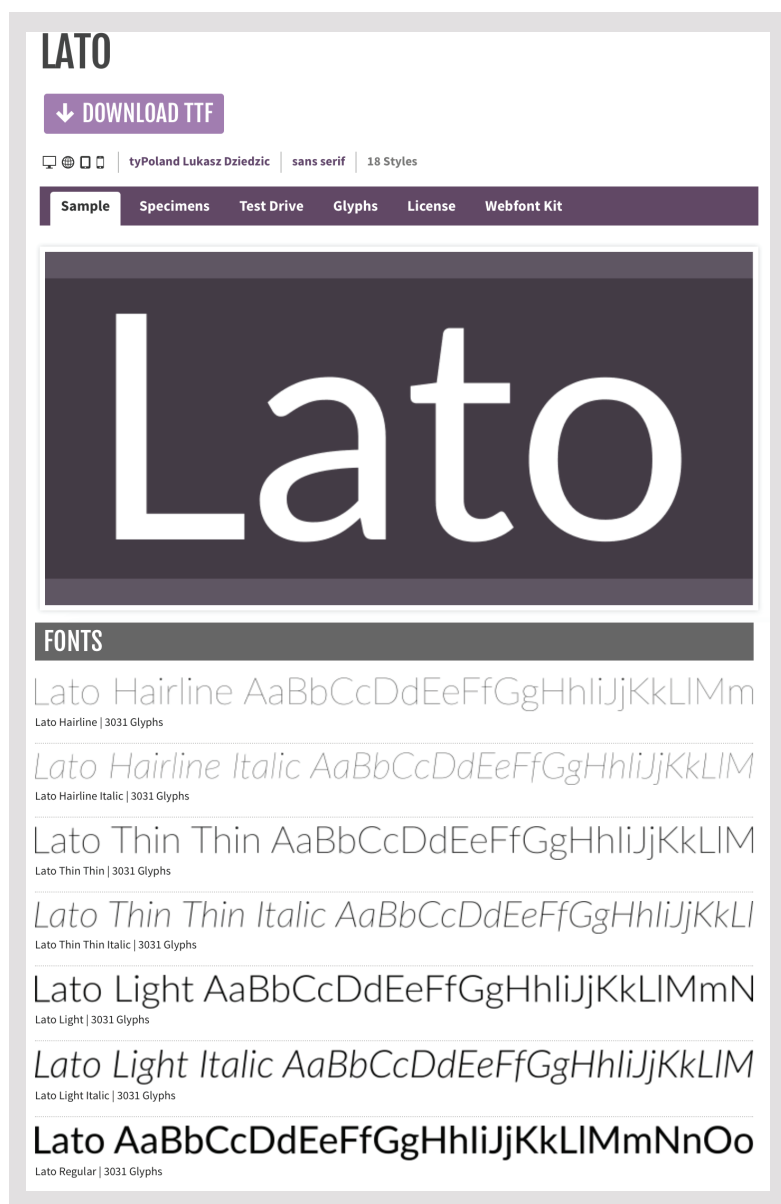 LATO
DOWNLOAD TTF
tyPoland Lukasz Dziedzic | sans serif | 18 Styles
Sample Specimens Test Drive Glyphs License Webfont Kit
Lato
FONTS
Lato Hairline AaBbCcDdEeFfGgHhIiJjKkLlMm
Lato Hairline | 3031 Glyphs
Lato Hairline Italic AaBbCcDdEeFfGgHhIiJjKkLlM
Lato Hairline Italic | 3031 Glyphs
Lato Thin Thin AaBbCcDdEeFfGgHhIiJjKkLlM
Lato Thin Thin | 3031 Glyphs
Lato Thin Thin Italic AaBbCcDdEeFfGgHhIiJjKkLl
Lato Thin Thin Italic | 3031 Glyphs
Lato Light AaBbCcDdEeFfGgHhIiJjKkLlMmN
Lato Light | 3031 Glyphs
Lato Light Italic AaBbCcDdEeFfGgHhIiJjKkLlM
Lato Light Italic | 3031 Glyphs
Lato AaBbCcDdEeFfGgHhIiJjKkLlMmNnOo
Lato Regular | 3031 Glyphs